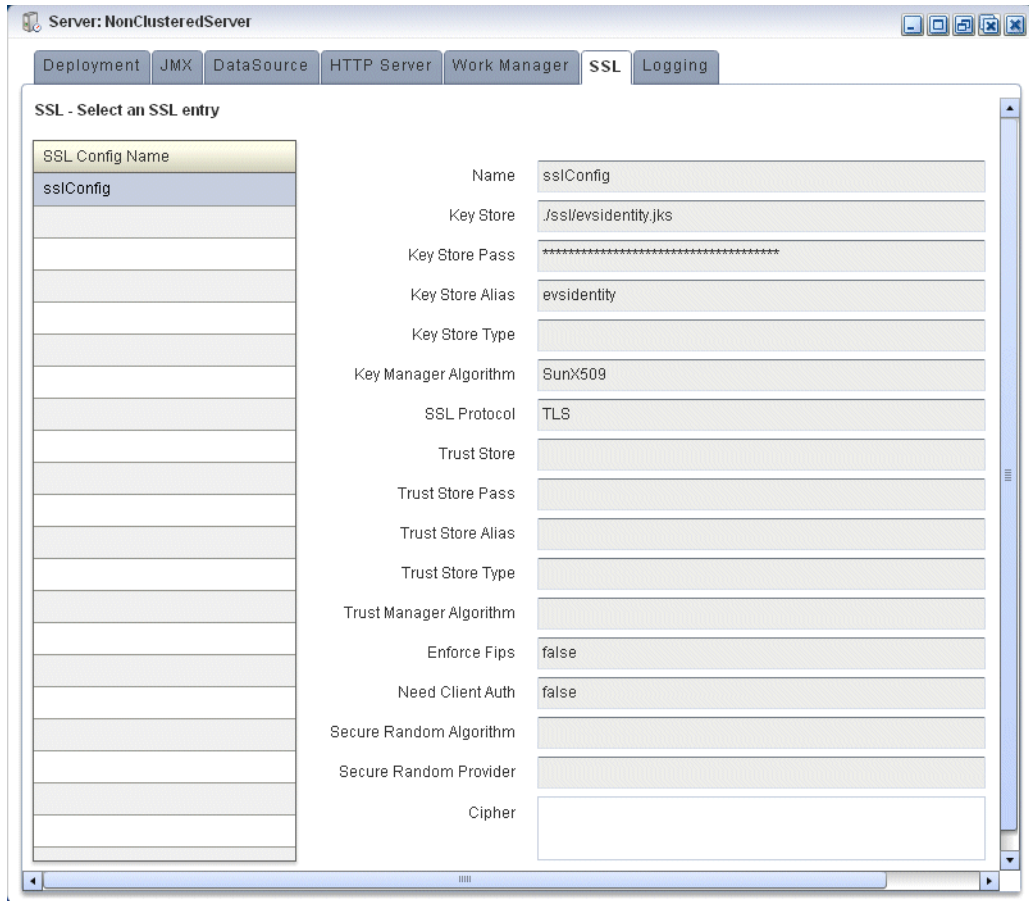 Server: NonClusteredServer
Deployment JMX DataSource HTTP Server Work Manager SSL Logging
SSL - Select an SSL entry
SSL Config Name
sslConfig
Name sslConfig
Key Store ./ssl/evsidentity.jks
Key Store Pass *************************************
Key Store Alias evsidentity
Key Store Type
Key Manager Algorithm SunX509
SSL Protocol TLS
Trust Store
Trust Store Pass
Trust Store Alias
Trust Store Type
Trust Manager Algorithm
Enforce Fips false
Need Client Auth false
Secure Random Algorithm
Secure Random Provider
Cipher